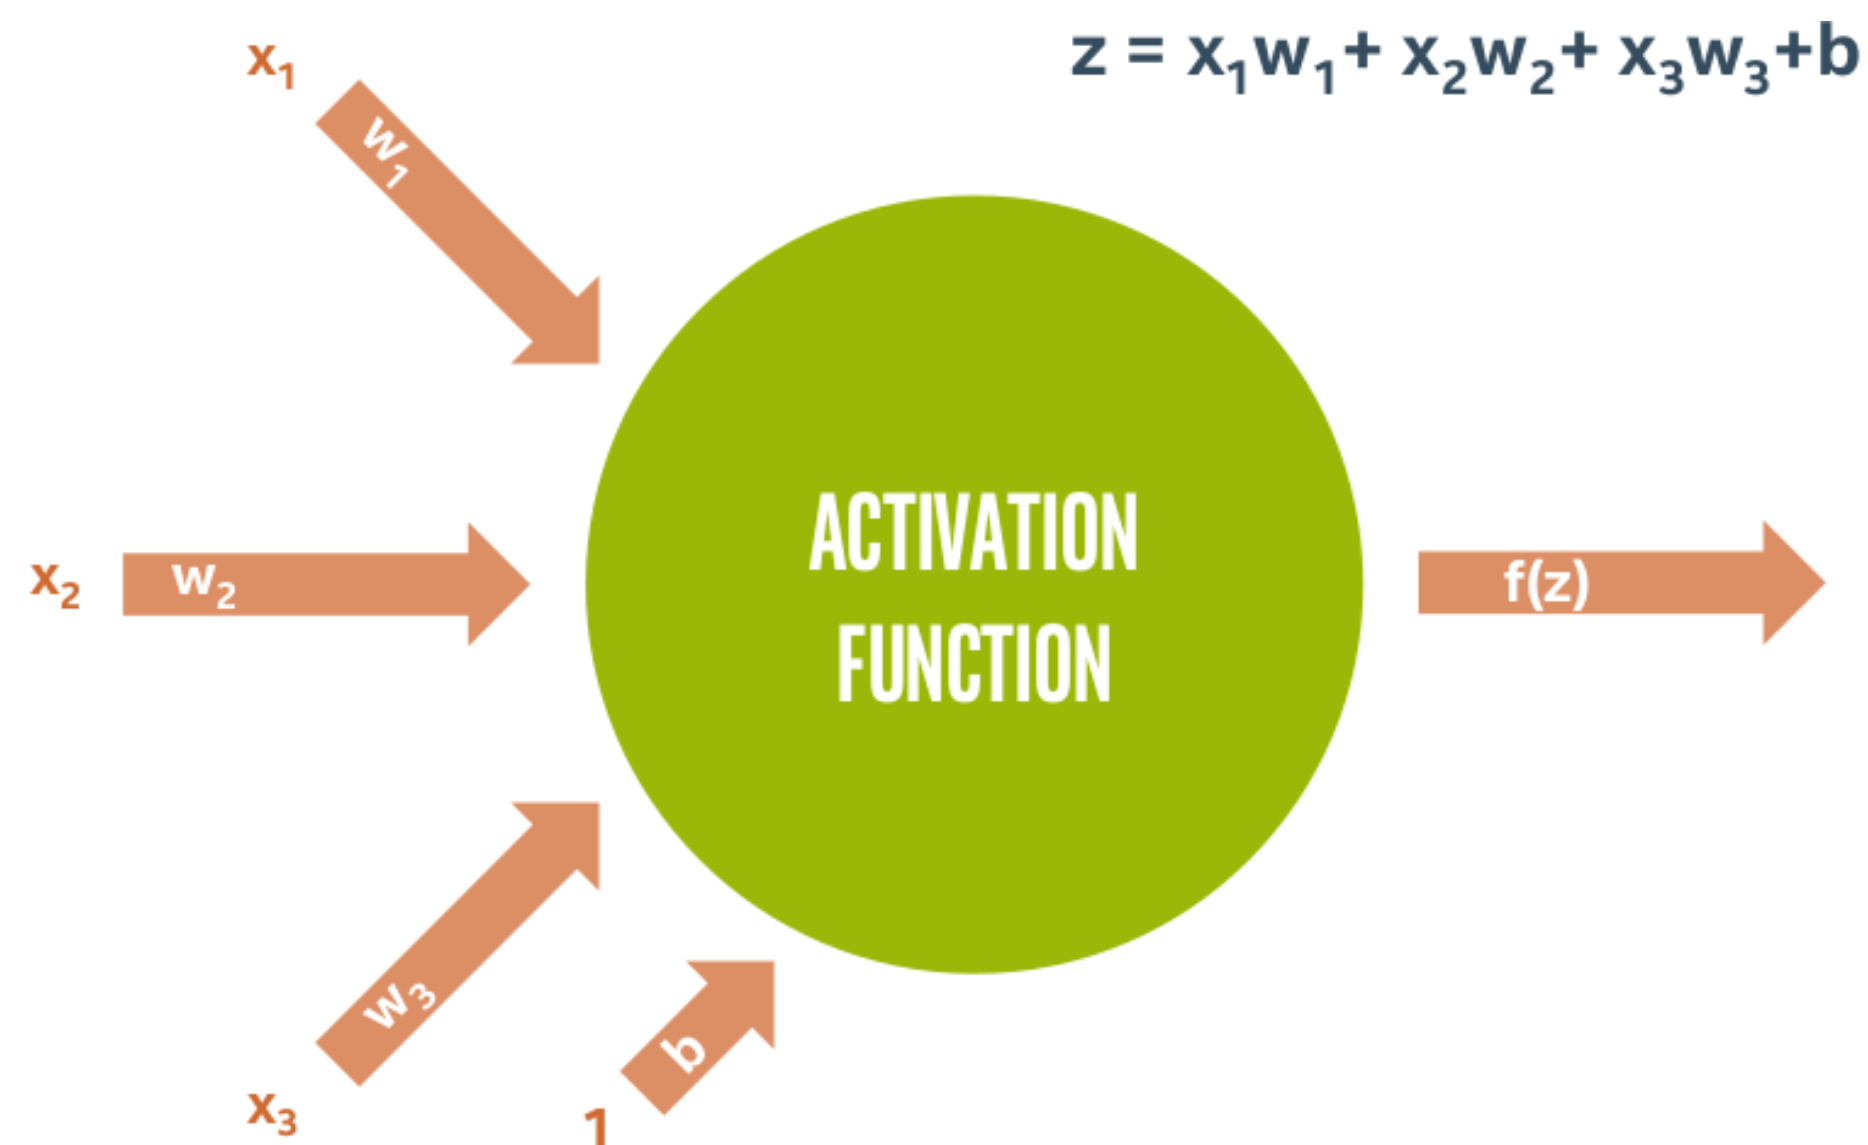 x₁
z = x₁w₁+ x₂w₂+ x₃w₃+b
w₁
ACTIVATION
FUNCTION
x₂
w₂
f(z)
w₃
x₃
b
1